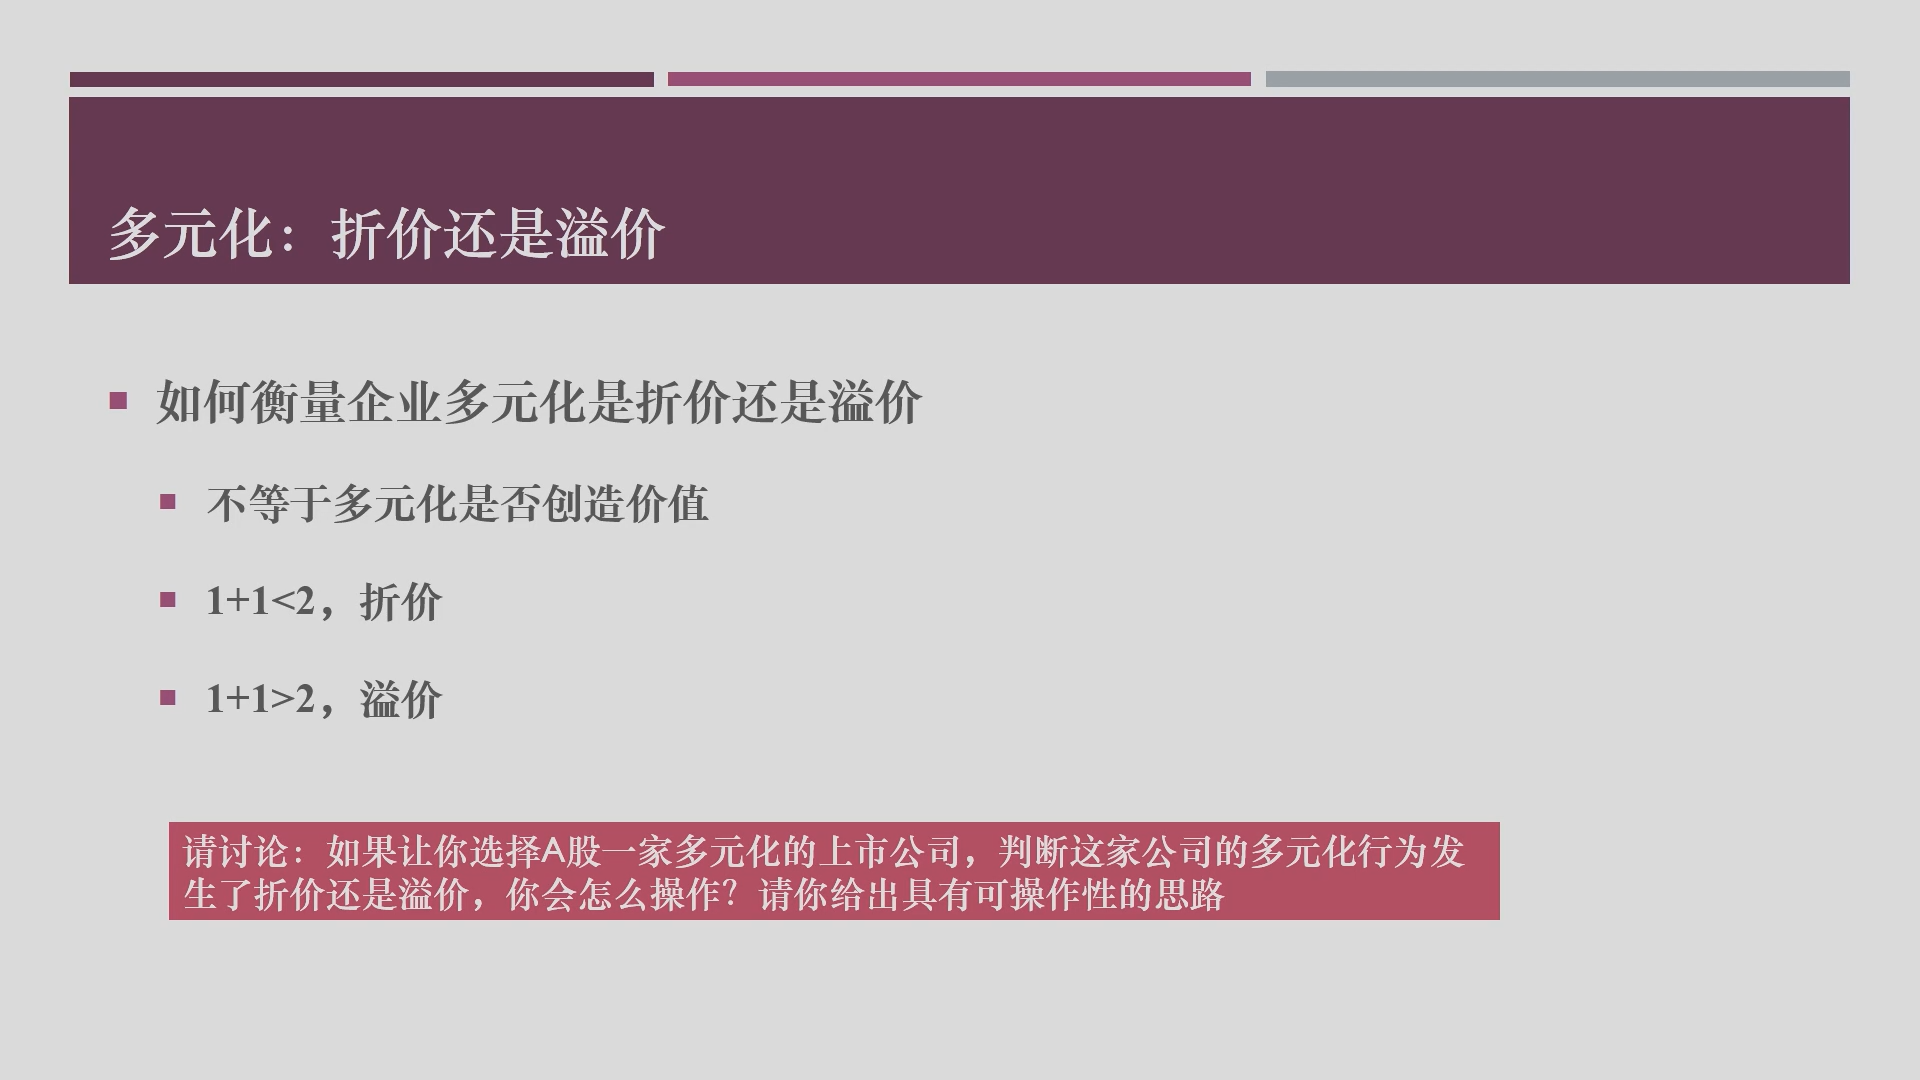 多元化：折价还是溢价
如何衡量企业多元化是折价还是溢价
不等于多元化是否创造价值
1+1<2，折价
1+1>2，溢价
请讨论：如果让你选择A股一家多元化的上市公司，判断这家公司的多元化行为发
生了折价还是溢价，你会怎么操作？请你给出具有可操作性的思路